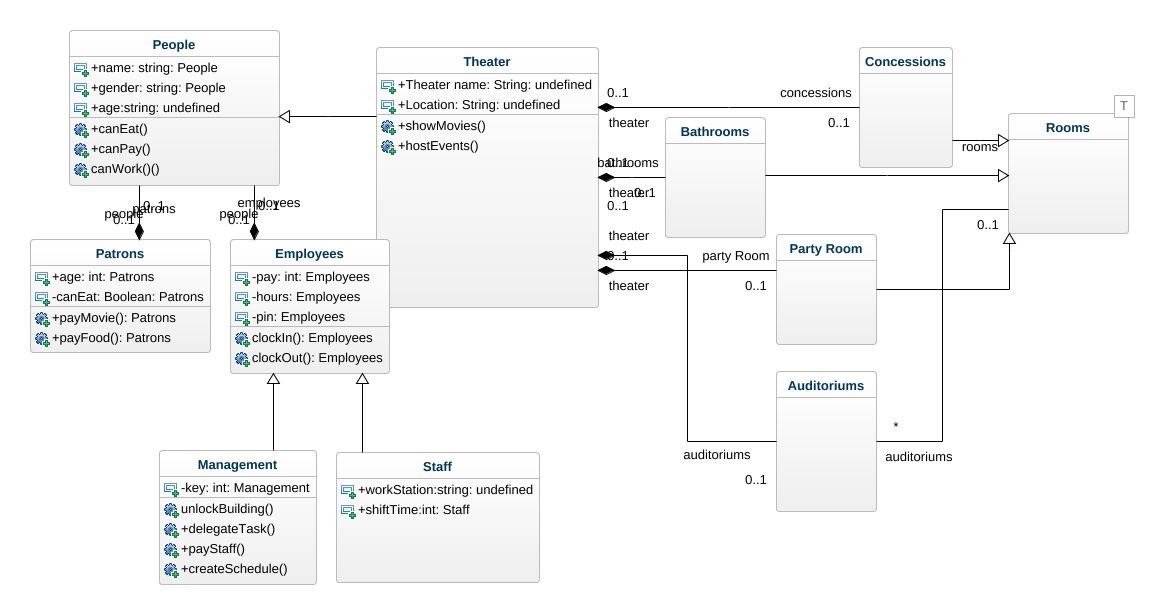 People
+name: string: People
+gender: string: People
+age:string: undefined
+canEat()
+canPay()
canWork()()
Theater
+Theater name: String: undefined
+Location: String: undefined
+showMovies()
+hostEvents()
0..1
theater
concessions
0..1
Concessions
T
Rooms
rooms
0..1
Bathrooms
bathrooms
0..1
theater
0..1
0..1
theater
0..1
theater
party Room
0..1
Party Room
0..1
patrons
people
0..1
0..1
employees
people
0..1
Patrons
+age: int: Patrons
-canEat: Boolean: Patrons
+payMovie(): Patrons
+payFood(): Patrons
Employees
-pay: int: Employees
-hours: Employees
-pin: Employees
clockIn(): Employees
clockOut(): Employees
Auditoriums
*
auditoriums
auditoriums
0..1
Management
-key: int: Management
unlockBuilding()
+delegateTask()
+payStaff()
+createSchedule()
Staff
+workStation:string: undefined
+shiftTime:int: Staff